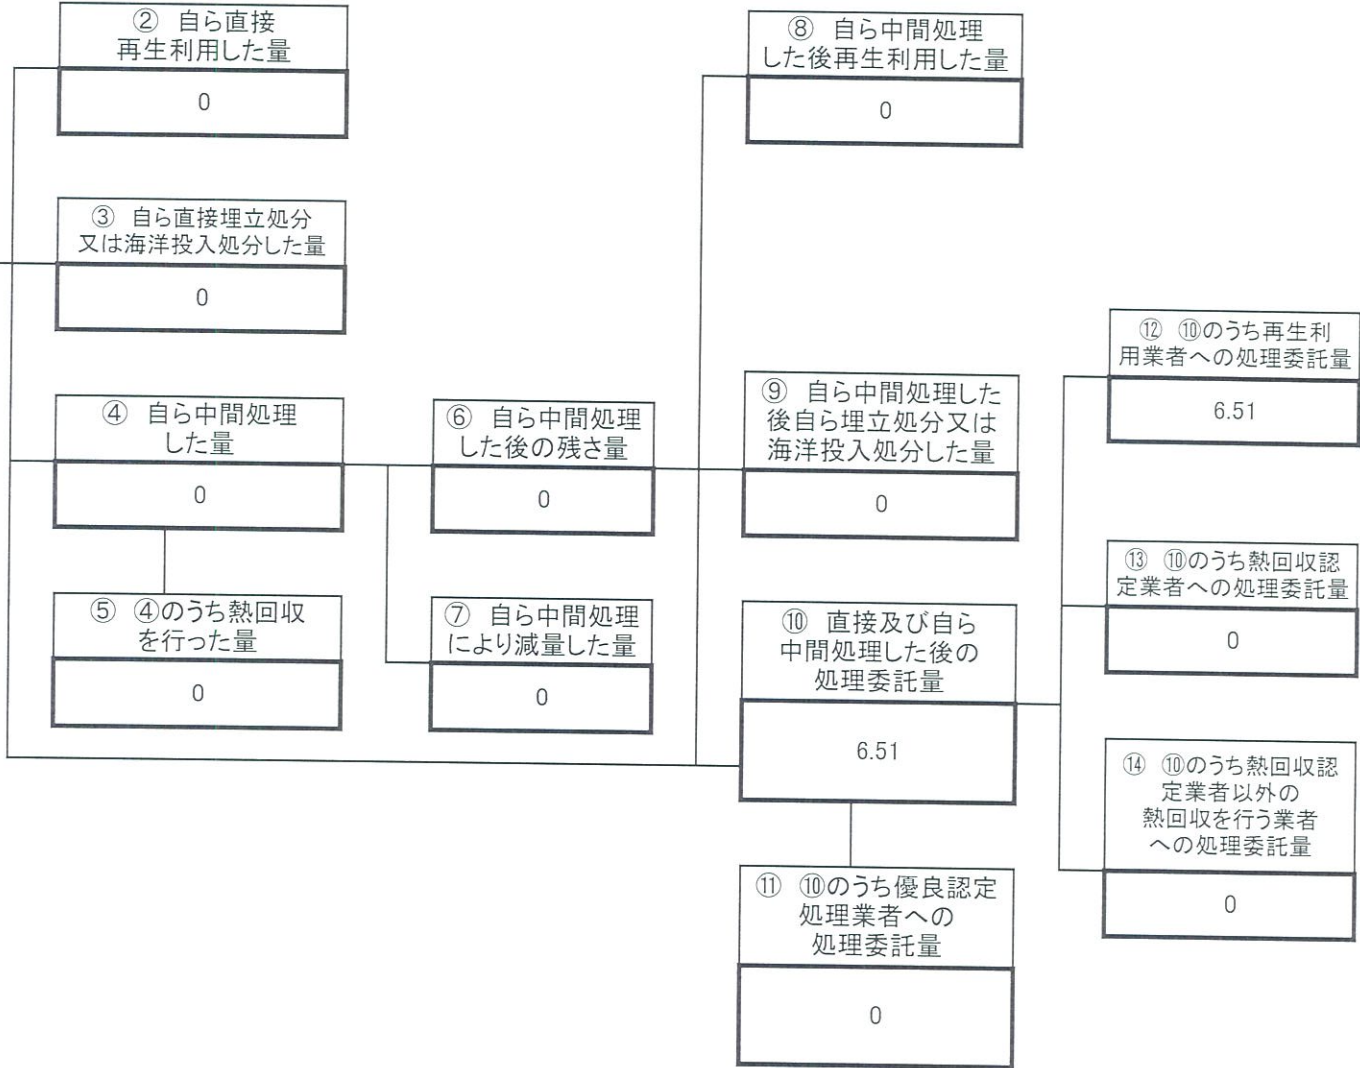 ② 自ら直接
再生利用した量
0
③ 自ら直接埋立処分
又は海洋投入処分した量
0
④ 自ら中間処理
した量
0
⑤ ④のうち熱回収
を行った量
0
⑥ 自ら中間処理
した後の残さ量
0
⑦ 自ら中間処理
により減量した量
0
⑧ 自ら中間処理
した後再生利用した量
0
⑨ 自ら中間処理した
後自ら埋立処分又は
海洋投入処分した量
0
⑩ 直接及び自ら
中間処理した後の
処理委託量
6.51
⑪ ⑩のうち優良認定
処理業者への
処理委託量
0
⑫ ⑩のうち再生利
用業者への処理委託量
6.51
⑬ ⑩のうち熱回収認
定業者への処理委託量
0
⑭ ⑩のうち熱回収認
定業者以外の
熱回収を行う業者
への処理委託量
0